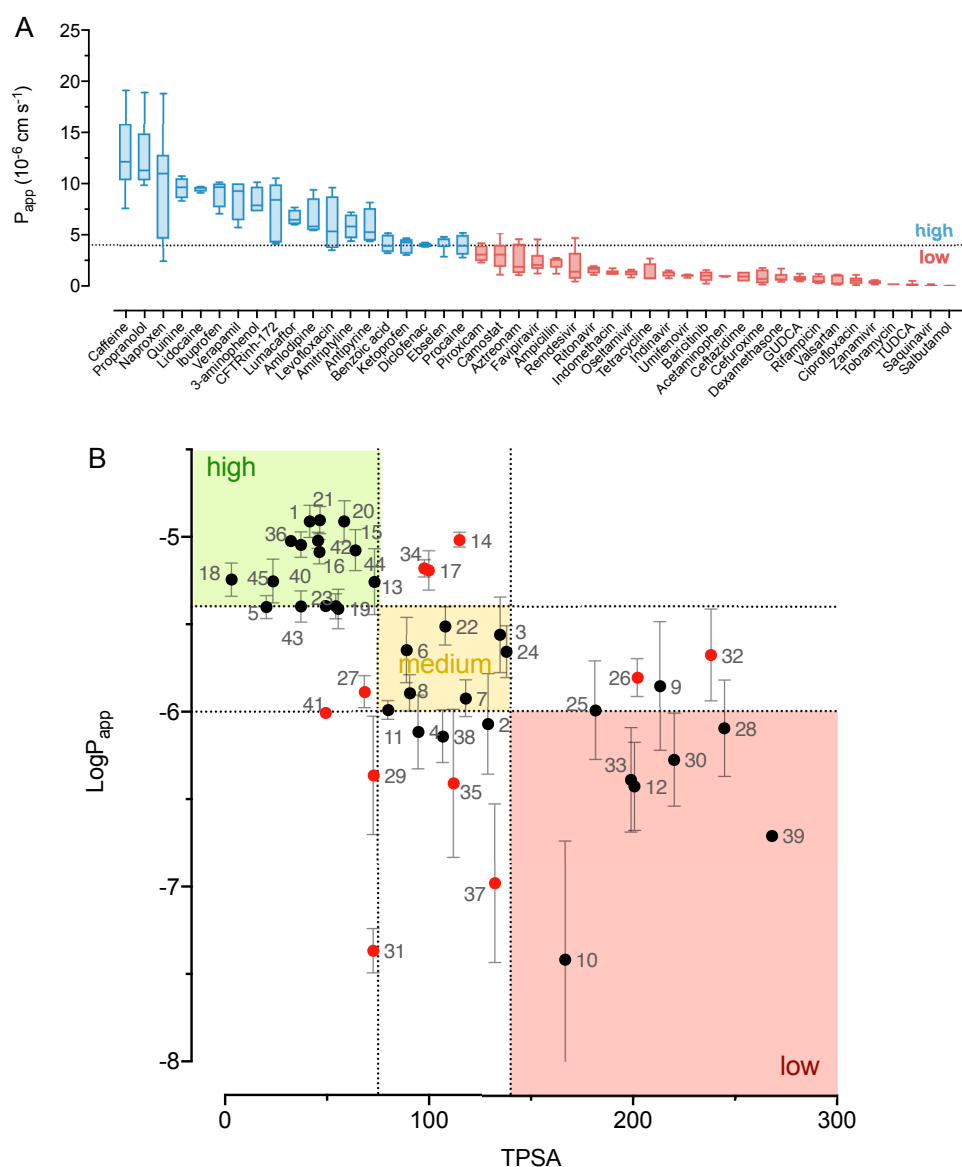 A
25
20
15
10
5
0
P_app (10^-6 cm s^-1)
high
low
Caffeine
Propranolol
Naproxen
Quinine
Lidocaine
Ibuprofen
Verapamil
3-aminophenol
CFTRinh-172
Lumacaftor
Amlodipine
Levofloxacin
Amitriptyline
Antipyrine
Benzoic acid
Ketoprofen
Diclofenac
Ebselen
Procaine
Piroxicam
Camostat
Aztreonam
Favipiravir
Ampicilin
Remdesivir
Ritonavir
Indomethacin
Oseltamivir
Tetracycline
Indinavir
Umifenovir
Baricitinib
Acetaminophen
Ceftazidime
Cefuroxime
Dexamethasone
GUDCA
Rifampicin
Valsartan
Ciprofloxacin
Zanamivir
Tobramycin
TUDCA
Saquinavir
Salbutamol
B
high
21
1
20
-5
36
15
14
42
34
16
44
17
18
45
40
13
5
23
19
43
22
3
6
24
medium
32
27
8
26
9
7
-6
41
25
11
4
38
2
28
30
29
33
12
35
39
37
-7
31
10
-8
low
LogP_app
0
100
200
300
TPSA